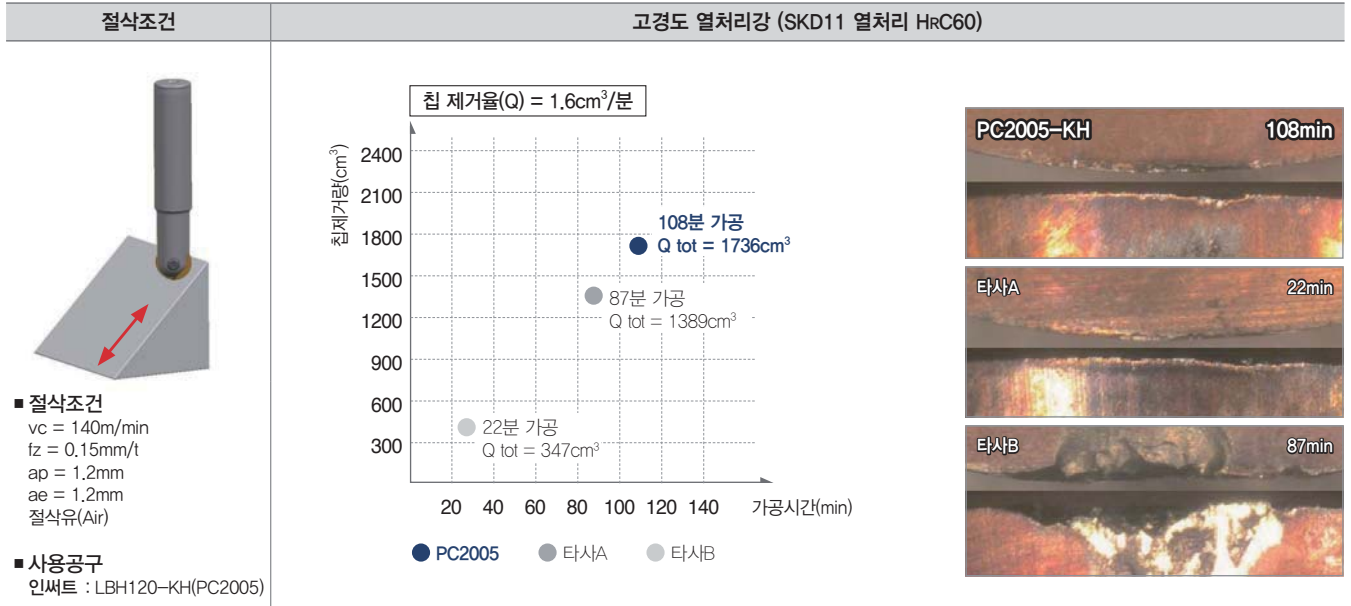 절삭조건
고경도 열처리강 (SKD11 열처리 HRC60)
칩 제거율(Q) = 1.6cm³/분
칩제거량(cm³)
2400
2100
1800
1500
1200
900
600
300
108분 가공
Q tot = 1736cm³
87분 가공
Q tot = 1389cm³
22분 가공
Q tot = 347cm³
20 40 60 80 100 120 140 가공시간(min)
● PC2005 ● 타사A ● 타사B
PC2005-KH 108min
타사A 22min
타사B 87min
■ 절삭조건
vc = 140m/min
fz = 0.15mm/t
ap = 1.2mm
ae = 1.2mm
절삭유(Air)
■ 사용공구
인써트 : LBH120-KH(PC2005)